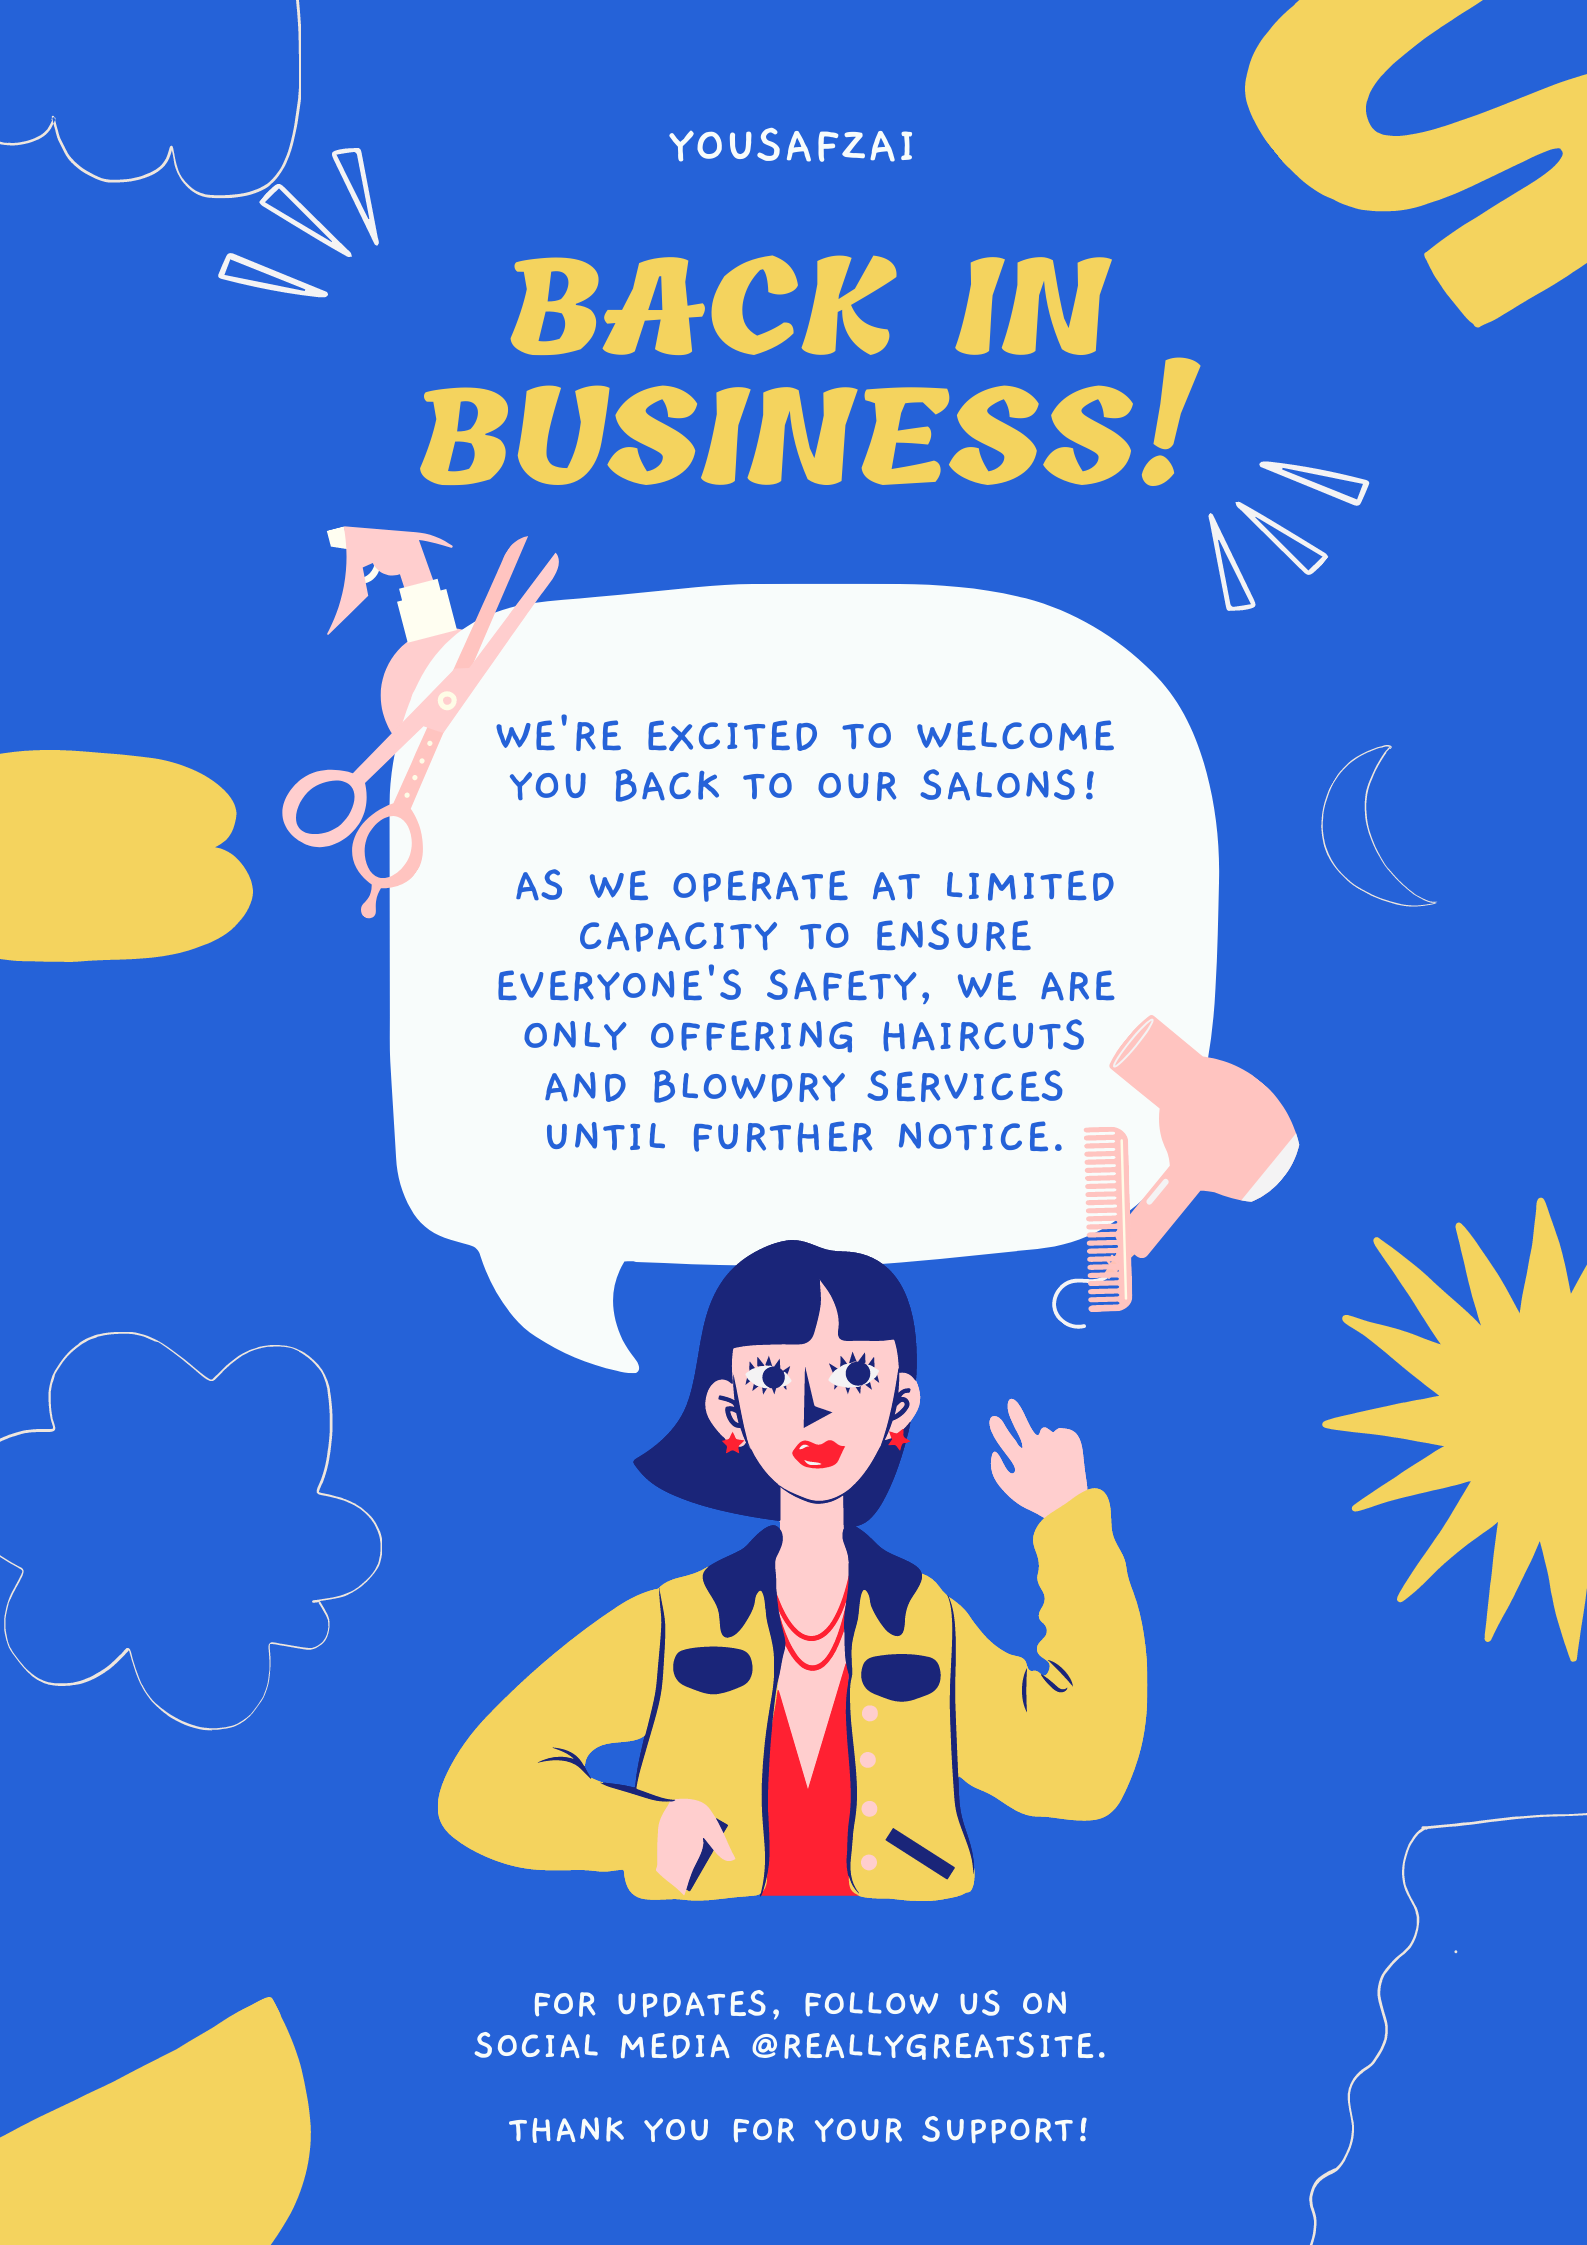 YOUSAFZAI
BACK IN
BUSINESS!
WE'RE EXCITED TO WELCOME
YOU BACK TO OUR SALONS!
AS WE OPERATE AT LIMITED
CAPACITY TO ENSURE
EVERYONE'S SAFETY, WE ARE
ONLY OFFERING HAIRCUTS
AND BLOWDRY SERVICES
UNTIL FURTHER NOTICE.
FOR UPDATES, FOLLOW US ON
SOCIAL MEDIA @REALLYGREATSITE.
THANK YOU FOR YOUR SUPPORT!